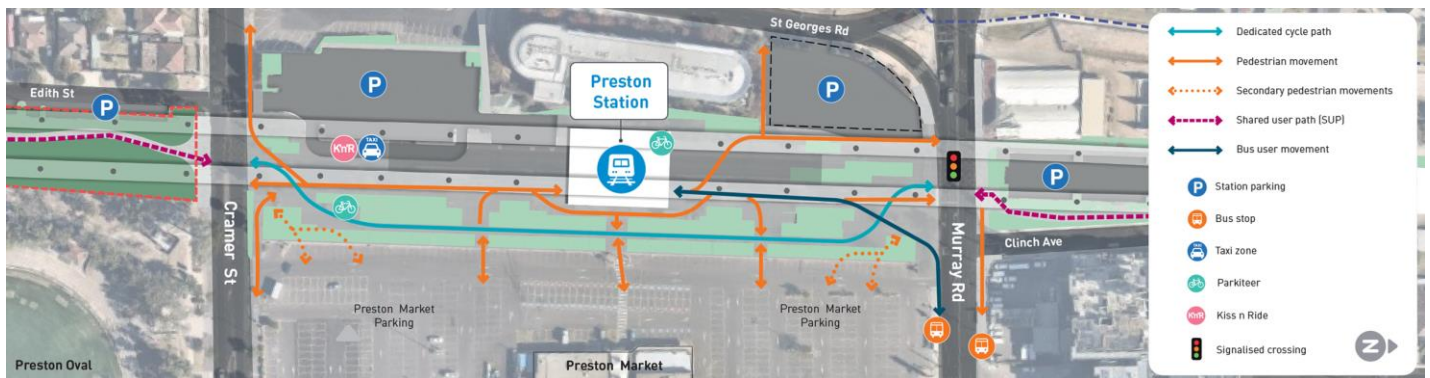 St Georges Rd
Edith St
P
P
P
Preston
Station
KnR
TAXI
Cramer St
Murray Rd
P
Clinch Ave
Preston Market
Parking
Preston Market
Parking
Preston Oval
Preston Market
Dedicated cycle path
Pedestrian movement
Secondary pedestrian movements
Shared user path (SUP)
Bus user movement
P Station parking
Bus stop
TAXI Taxi zone
Parkiteer
KnR Kiss n Ride
Signalised crossing
Z